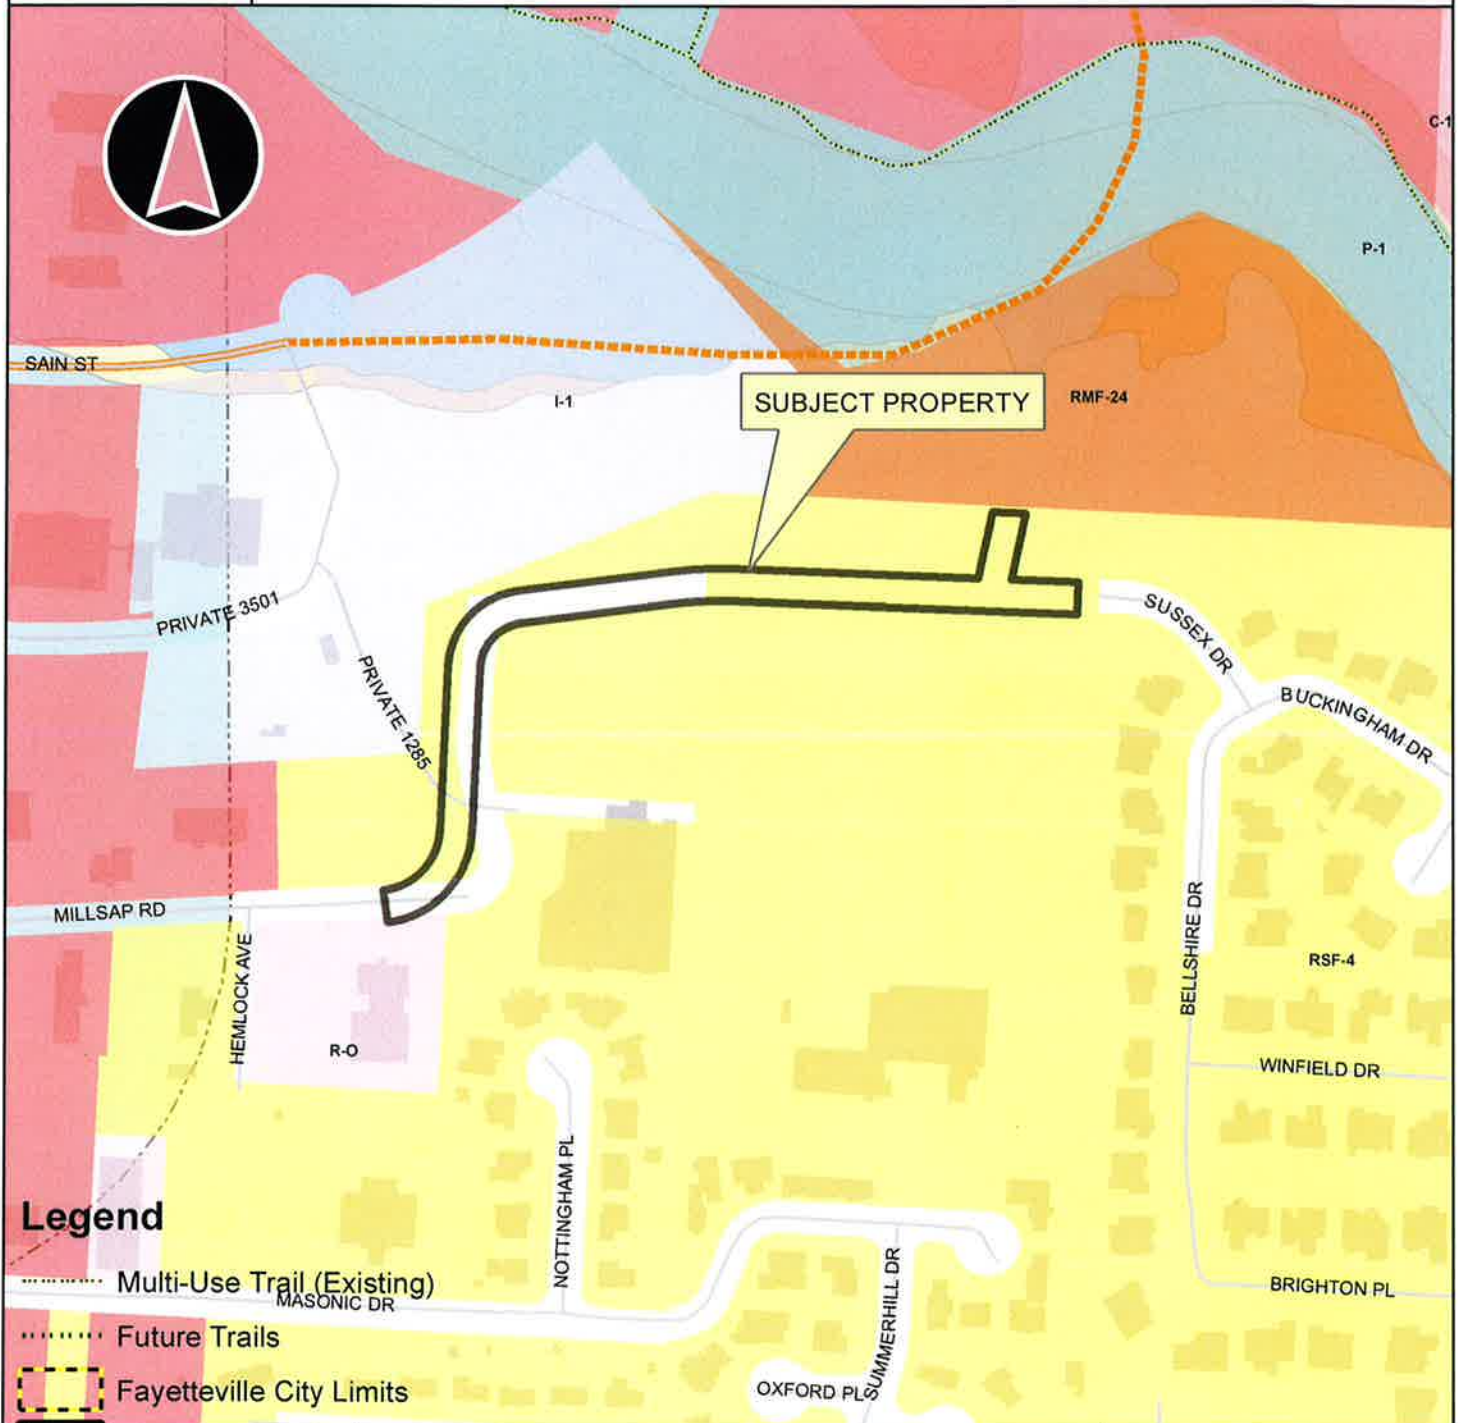 C-1
P-1
SAIN ST
I-1
SUBJECT PROPERTY
RMF-24
PRIVATE 3501
SUSSEX DR
PRIVATE 1285
BUCKINGHAM DR
MILLSAP RD
HEMLOCK AVE
BELLSHIRE DR
RSF-4
R-O
WINFIELD DR
NOTTINGHAM PL
Legend
Multi-Use Trail (Existing)
MASONIC DR
SUMMERHILL DR
BRIGHTON PL
Future Trails
Fayetteville City Limits
OXFORD PL